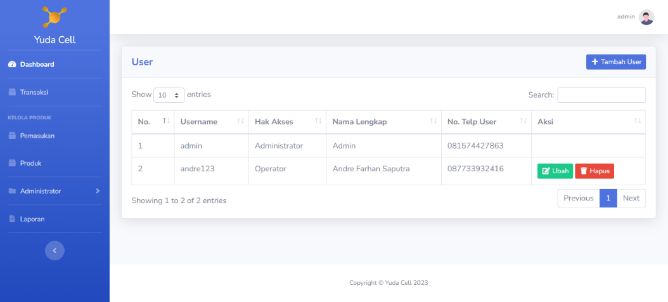 Yuda Cell
Dashboard
Transaksi
KELOLA PRODUK
Pemasukan
Produk
Administrator
Laporan
admin
User
Tambah User
Show 10 entries
Search:
No. Username Hak Akses Nama Lengkap No. Telp User Aksi
1 admin Administrator Admin 081574427863
2 andre123 Operator Andre Farhan Saputra 087733932416 Ubah Hapus
Showing 1 to 2 of 2 entries
Previous 1 Next
Copyright © Yuda Cell 2023